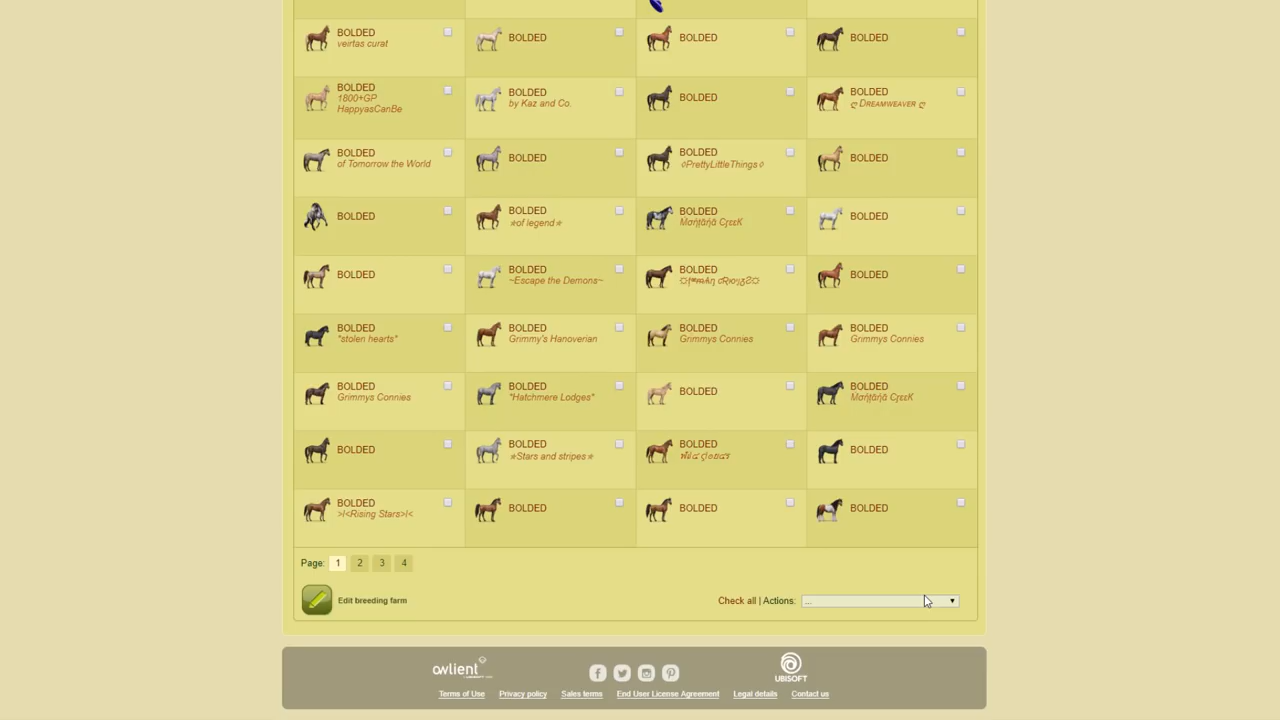 BOLDED
veirtas curat
BOLDED
BOLDED
BOLDED
BOLDED
1800+GP
HappyasCanBe
BOLDED
by Kaz and Co.
BOLDED
BOLDED
ღ Dʀᴇᴀᴍᴡᴇᴀᴠᴇʀ ღ
BOLDED
of Tomorrow the World
BOLDED
BOLDED
◊PrettyLittleThings◊
BOLDED
BOLDED
BOLDED
✯of legend✯
BOLDED
BOLDED
BOLDED
BOLDED
~Escape the Demons~
BOLDED
BOLDED
BOLDED
*stolen hearts*
BOLDED
Grimmy's Hanoverian
BOLDED
Grimmys Connies
BOLDED
Grimmys Connies
BOLDED
Grimmys Connies
BOLDED
*Hatchmere Lodges*
BOLDED
BOLDED
BOLDED
BOLDED
✯Stars and stripes✯
BOLDED
BOLDED
BOLDED
>I<Rising Stars>I<
BOLDED
BOLDED
BOLDED
Page: 1 2 3 4
Edit breeding farm
Check all | Actions: ...
owlient
UBISOFT
Terms of Use Privacy policy Sales terms End User License Agreement Legal details Contact us